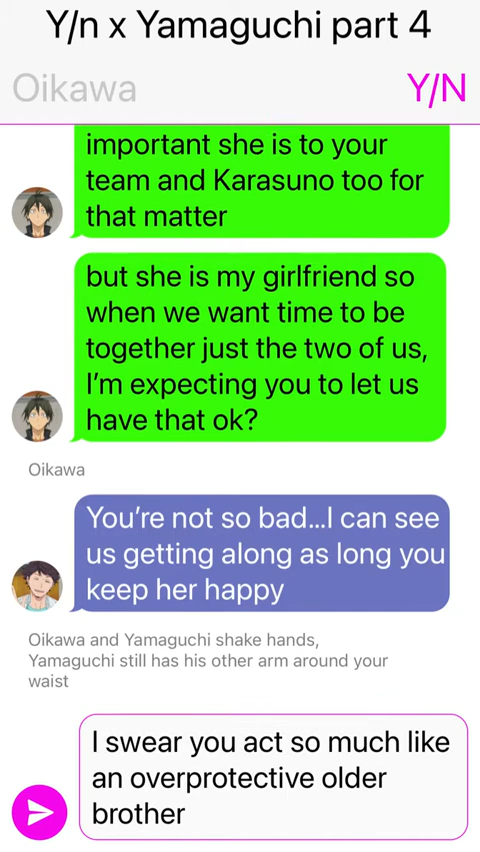 Y/n x Yamaguchi part 4
Oikawa
Y/N
important she is to your
team and Karasuno too for
that matter
but she is my girlfriend so
when we want time to be
together just the two of us,
I'm expecting you to let us
have that ok?
Oikawa
You're not so bad...I can see
us getting along as long you
keep her happy
Oikawa and Yamaguchi shake hands,
Yamaguchi still has his other arm around your
waist
I swear you act so much like
an overprotective older
brother